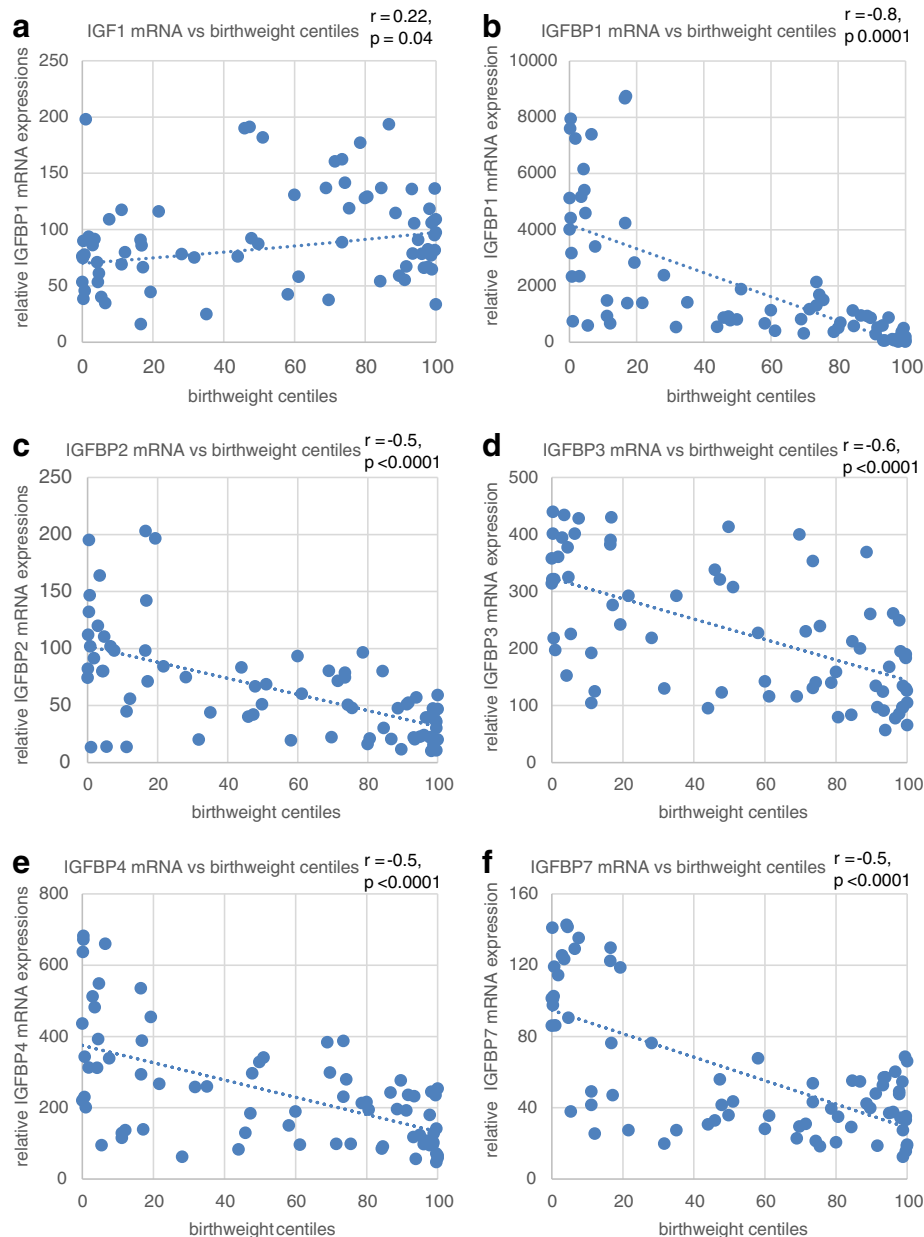 a
IGF1 mRNA vs birthweight centiles
r = 0.22,
p = 0.04
relative IGFBP1 mRNA expressions
250
200
150
100
50
0
0 20 40 60 80 100
birthweight centiles
b
IGFBP1 mRNA vs birthweight centiles
r =-0.8,
p 0.0001
relative IGFBP1 mrRNA expressions
10000
8000
6000
4000
2000
0
0 20 40 60 80 100
birthweight centiles
c
IGFBP2 mRNA vs birthweight centiles
r =-0.5,
p <0.0001
relative IGFBP2 mRNA expressions
250
200
150
100
50
0
0 20 40 60 80 100
birthweight centiles
d
IGFBP3 mRNA vs birthweight centiles
r =-0.6,
p <0.0001
relative IGFBP3 mRNA expression
500
400
300
200
100
0
0 20 40 60 80 100
birthweight centiles
e
IGFBP4 mRNA vs birthweight centiles
r =-0.5,
p <0.0001
relative IGFBP4 mRNA expressions
800
600
400
200
0
0 20 40 60 80 100
birthweight centiles
f
IGFBP7 mRNA vs birthweight centiles
r =-0.5,
p <0.0001
relative IGFBP7 mRNA expression
160
120
80
40
0
0 20 40 60 80 100
birthweight centiles